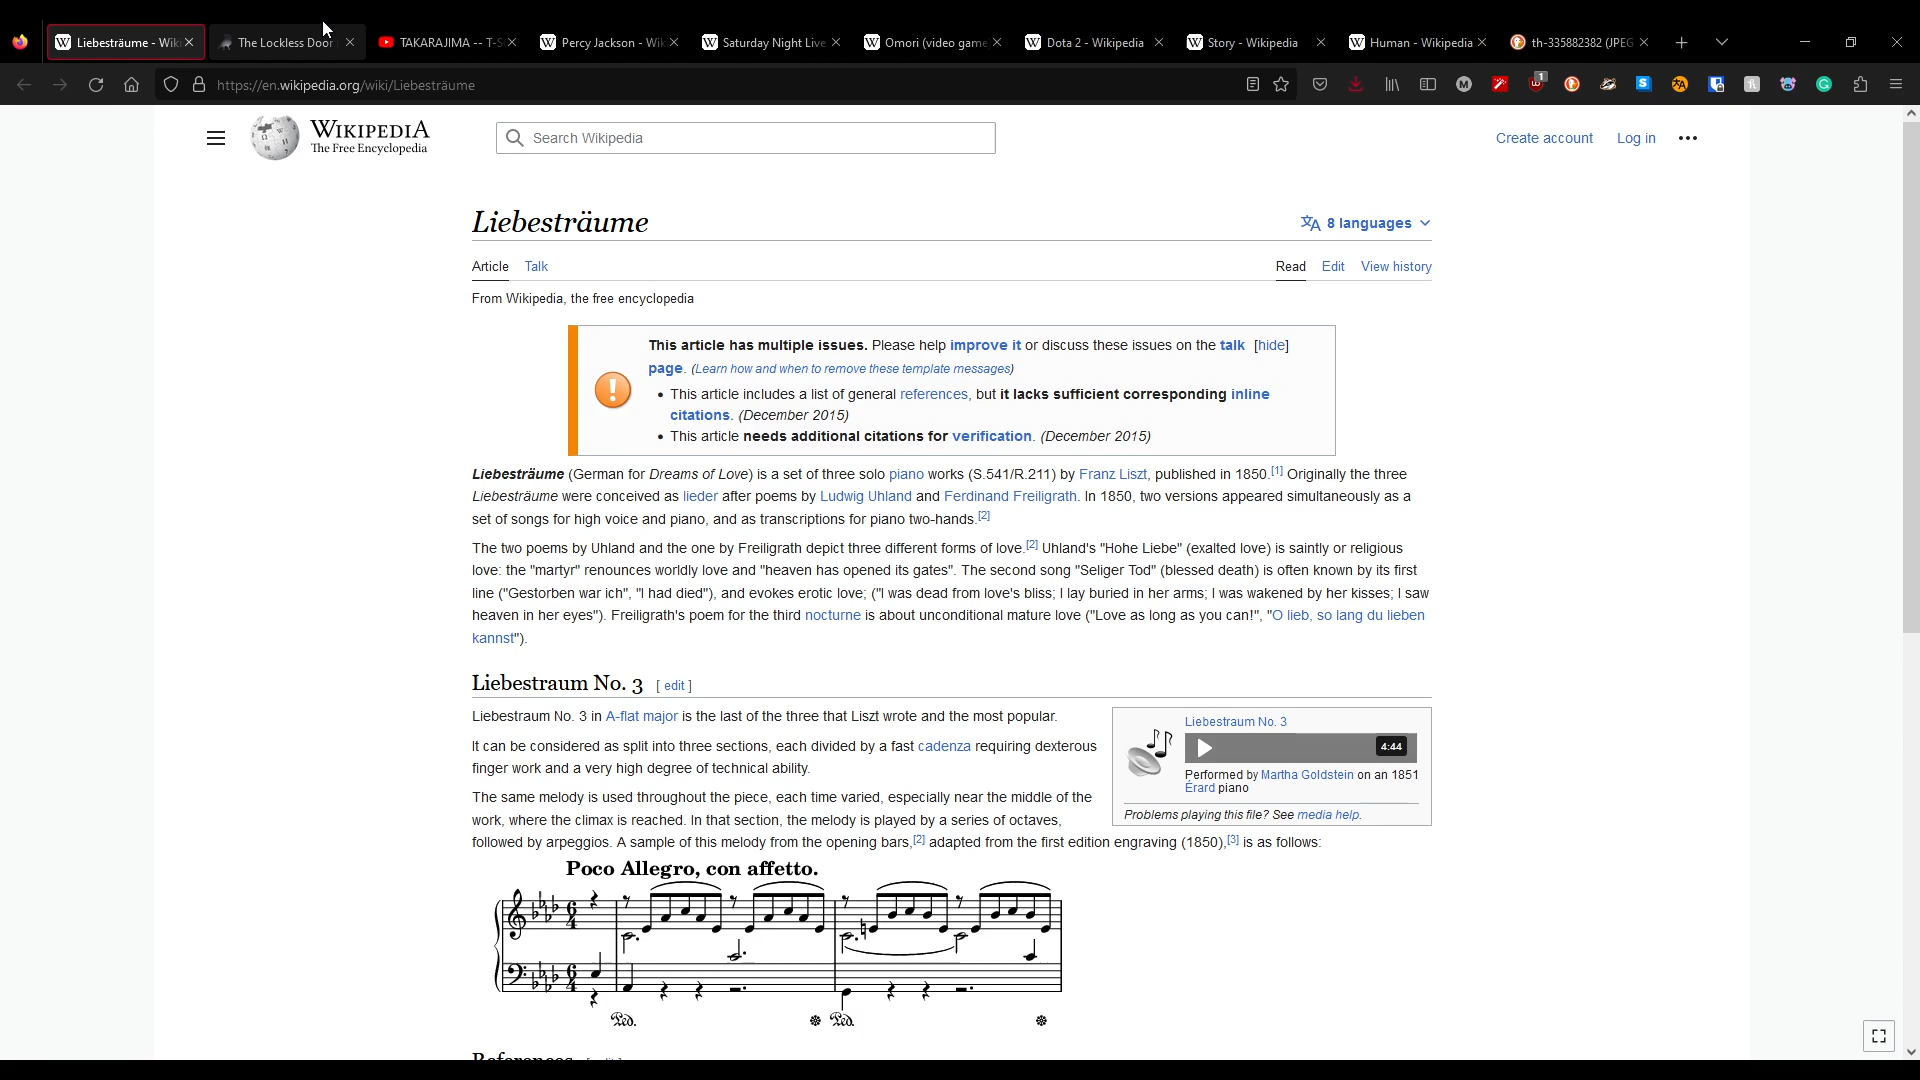 Liebesträume - Wiki
The Lockless Door
TAKARAJIMA -- T-S
Percy Jackson - Wik
Saturday Night Live
Omori (video game
Dota 2 - Wikipedia
Story - Wikipedia
Human - Wikipedia
th-335882382 (JPEG
https://en.wikipedia.org/wiki/Liebesträume
1
WIKIPEDIA
The Free Encyclopedia
Search Wikipedia
Create account
Log in
Liebesträume
8 languages
Article
Talk
Read
Edit
View history
From Wikipedia, the free encyclopedia
This article has multiple issues. Please help improve it or discuss these issues on the talk [hide]
page. (Learn how and when to remove these template messages)
• This article includes a list of general references, but it lacks sufficient corresponding inline
citations. (December 2015)
• This article needs additional citations for verification. (December 2015)
Liebesträume (German for Dreams of Love) is a set of three solo piano works (S.541/R.211) by Franz Liszt, published in 1850.[1] Originally the three
Liebesträume were conceived as lieder after poems by Ludwig Uhland and Ferdinand Freiligrath. In 1850, two versions appeared simultaneously as a
set of songs for high voice and piano, and as transcriptions for piano two-hands.[2]
The two poems by Uhland and the one by Freiligrath depict three different forms of love.[2] Uhland's "Hohe Liebe" (exalted love) is saintly or religious
love: the "martyr" renounces worldly love and "heaven has opened its gates". The second song "Seliger Tod" (blessed death) is often known by its first
line ("Gestorben war ich", "I had died"), and evokes erotic love; ("I was dead from love's bliss; I lay buried in her arms; I was wakened by her kisses; I saw
heaven in her eyes"). Freiligrath's poem for the third nocturne is about unconditional mature love ("Love as long as you can!", "O lieb, so lang du lieben
kannst").
Liebestraum No. 3 [ edit ]
Liebestraum No. 3 in A-flat major is the last of the three that Liszt wrote and the most popular.
It can be considered as split into three sections, each divided by a fast cadenza requiring dexterous
finger work and a very high degree of technical ability.
The same melody is used throughout the piece, each time varied, especially near the middle of the
work, where the climax is reached. In that section, the melody is played by a series of octaves,
followed by arpeggios. A sample of this melody from the opening bars,[2] adapted from the first edition engraving (1850),[3] is as follows:
Liebestraum No. 3
4:44
Performed by Martha Goldstein on an 1851
Érard piano
Problems playing this file? See media help.
Poco Allegro, con affetto.
6
4
6
4
Ped.
Ped.
References [ edit ]